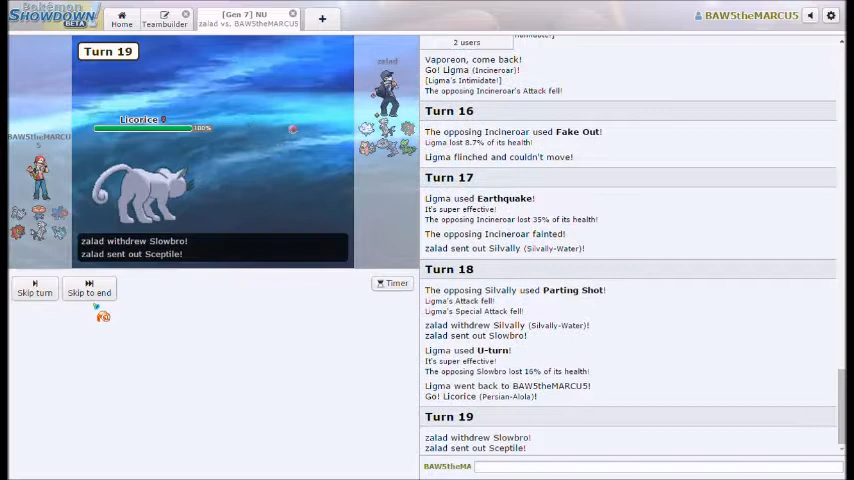 Pokémon
SHOWDOWN
BETA
Home
Teambuilder
[Gen 7] NU
zalad vs. BAW5theMARCUS5
+
BAW5theMARCUS5
Turn 19
zalad
BAW5theMARCU
5
Licorice
100%
zalad withdrew Slowbro!
zalad sent out Sceptile!
Skip turn
Skip to end
Timer
2 users
Vaporeon, come back!
Go! Ligma (Incineroar)!
[Ligma's Intimidate!]
The opposing Incineroar's Attack fell!
Turn 16
The opposing Incineroar used Fake Out!
Ligma lost 8.7% of its health!
Ligma flinched and couldn't move!
Turn 17
Ligma used Earthquake!
It's super effective!
The opposing Incineroar lost 35% of its health!
The opposing Incineroar fainted!
zalad sent out Silvally (Silvally-Water)!
Turn 18
The opposing Silvally used Parting Shot!
Ligma's Attack fell!
Ligma's Special Attack fell!
zalad withdrew Silvally (Silvally-Water)!
zalad sent out Slowbro!
Ligma used U-turn!
It's super effective!
The opposing Slowbro lost 16% of its health!
Ligma went back to BAW5theMARCUS5!
Go! Licorice (Persian-Alola)!
Turn 19
zalad withdrew Slowbro!
zalad sent out Sceptile!
BAW5theMA